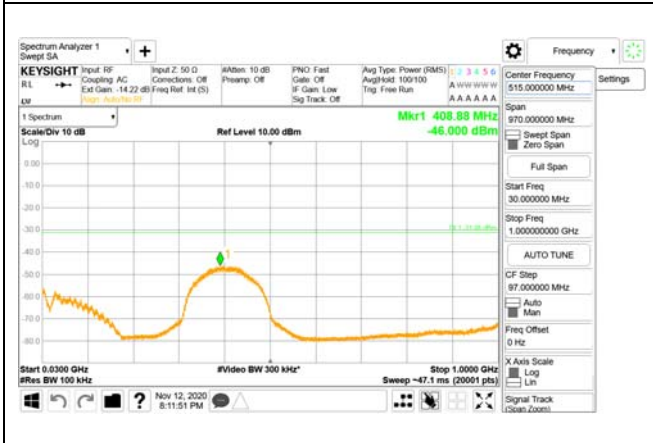 Spectrum Analyzer 1
Swept SA
+
Frequency
KEYSIGHT
Input: RF
Input Z: 50 Ω
#Atten: 10 dB
PNO: Fast
Avg Type: Power (RMS)
1 2 3 4 5 6
RL
Coupling: AC
Corrections: Off
Preamp: Off
Gate: Off
Avg|Hold: 100/100
A W W W W W
Ext Gain: -14.22 dB
Freq Ref: Int (S)
IF Gain: Low
Trig: Free Run
Align: Auto/No RF
Sig Track: Off
A A A A A A
Center Frequency
515.000000 MHz
Settings
1 Spectrum
Mkr1 408.88 MHz
Scale/Div 10 dB
Ref Level 10.00 dBm
-46.000 dBm
Log
Span
970.000000 MHz
Swept Span
Zero Span
Full Span
0.00
-10.0
-20.0
-30.0
-40.0
-50.0
-60.0
-70.0
-80.0
1
Start Freq
30.000000 MHz
Stop Freq
1.000000000 GHz
AUTO TUNE
CF Step
97.000000 MHz
Auto
Man
Freq Offset
0 Hz
X Axis Scale
Log
Lin
Signal Track
(Span Zoom)
Start 0.0300 GHz
#Video BW 300 kHz*
Stop 1.0000 GHz
#Res BW 100 kHz
Sweep ~47.1 ms (20001 pts)
?
Nov 12, 2020
8:11:51 PM